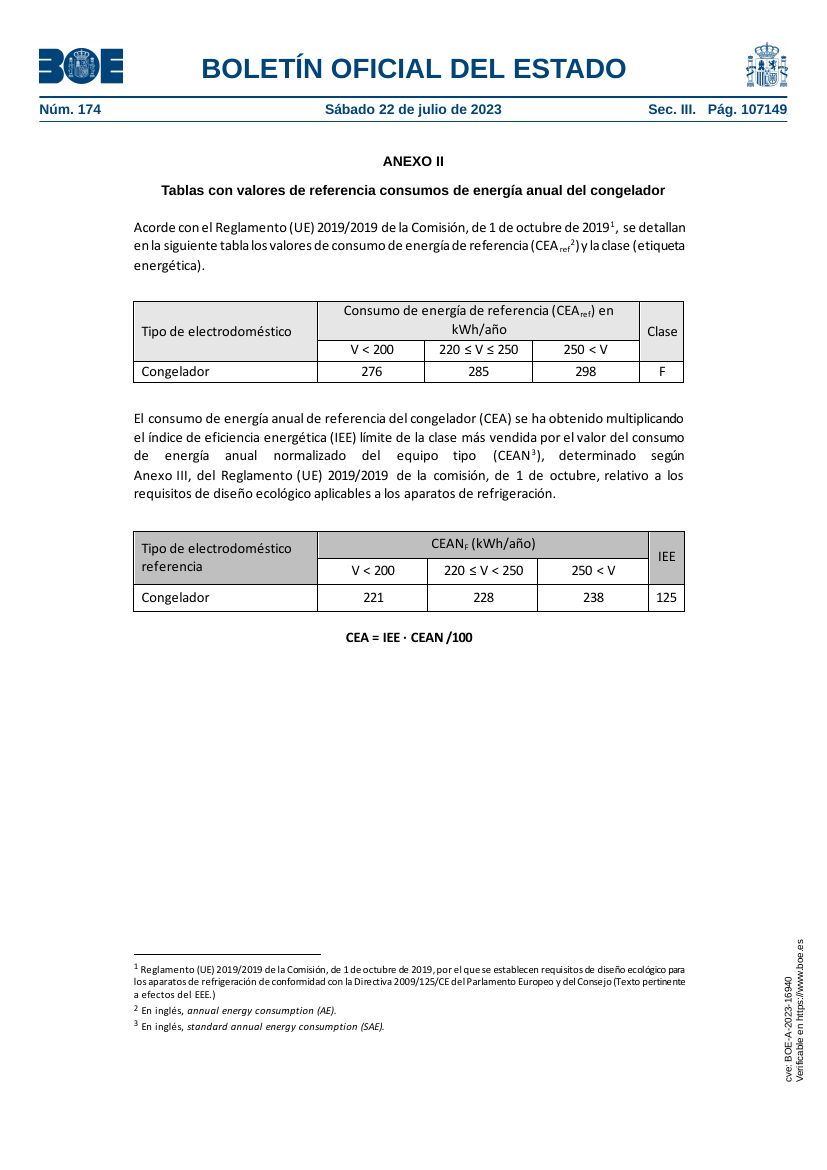 BOE
BOLETÍN OFICIAL DEL ESTADO
Núm. 174 Sábado 22 de julio de 2023 Sec. III. Pág. 107149
ANEXO II
Tablas con valores de referencia consumos de energía anual del congelador
Acorde con el Reglamento (UE) 2019/2019 de la Comisión, de 1 de octubre de 2019¹, se detallan
en la siguiente tabla los valores de consumo de energía de referencia (CEA ref²) y la clase (etiqueta
energética).
Tipo de electrodoméstico
Consumo de energía de referencia (CEAref) en
kWh/año
Clase
V < 200 220 ≤ V ≤ 250 250 < V
Congelador 276 285 298 F
El consumo de energía anual de referencia del congelador (CEA) se ha obtenido multiplicando
el índice de eficiencia energética (IEE) límite de la clase más vendida por el valor del consumo
de energía anual normalizado del equipo tipo (CEAN³), determinado según
Anexo III, del Reglamento (UE) 2019/2019 de la comisión, de 1 de octubre, relativo a los
requisitos de diseño ecológico aplicables a los aparatos de refrigeración.
Tipo de electrodoméstico
referencia
CEANF (kWh/año)
IEE
V < 200 220 ≤ V < 250 250 < V
Congelador 221 228 238 125
CEA = IEE · CEAN /100
¹ Reglamento (UE) 2019/2019 de la Comisión, de 1 de octubre de 2019, por el que se establecen requisitos de diseño ecológico para
los aparatos de refrigeración de conformidad con la Directiva 2009/125/CE del Parlamento Europeo y del Consejo (Texto pertinente
a efectos del EEE.)
² En inglés, annual energy consumption (AE).
³ En inglés, standard annual energy consumption (SAE).
cve: BOE-A-2023-16940
Verificable en https://www.boe.es